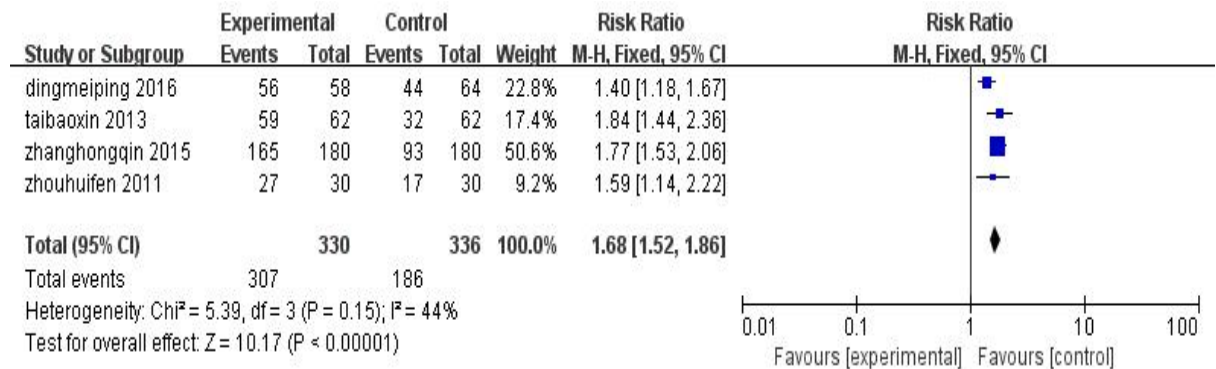 Experimental Control Risk Ratio Risk Ratio
Study or Subgroup Events Total Events Total Weight M-H, Fixed, 95% CI M-H, Fixed, 95% CI
dingmeiping 2016 56 58 44 64 22.8% 1.40 [1.18, 1.67]
taibaoxin 2013 59 62 32 62 17.4% 1.84 [1.44, 2.36]
zhanghongqin 2015 165 180 93 180 50.6% 1.77 [1.53, 2.06]
zhouhuifen 2011 27 30 17 30 9.2% 1.59 [1.14, 2.22]
Total (95% CI) 330 336 100.0% 1.68 [1.52, 1.86]
Total events 307 186
Heterogeneity: Chi² = 5.39, df = 3 (P = 0.15); I² = 44%
Test for overall effect: Z = 10.17 (P < 0.00001)
0.01 0.1 1 10 100
Favours [experimental] Favours [control]